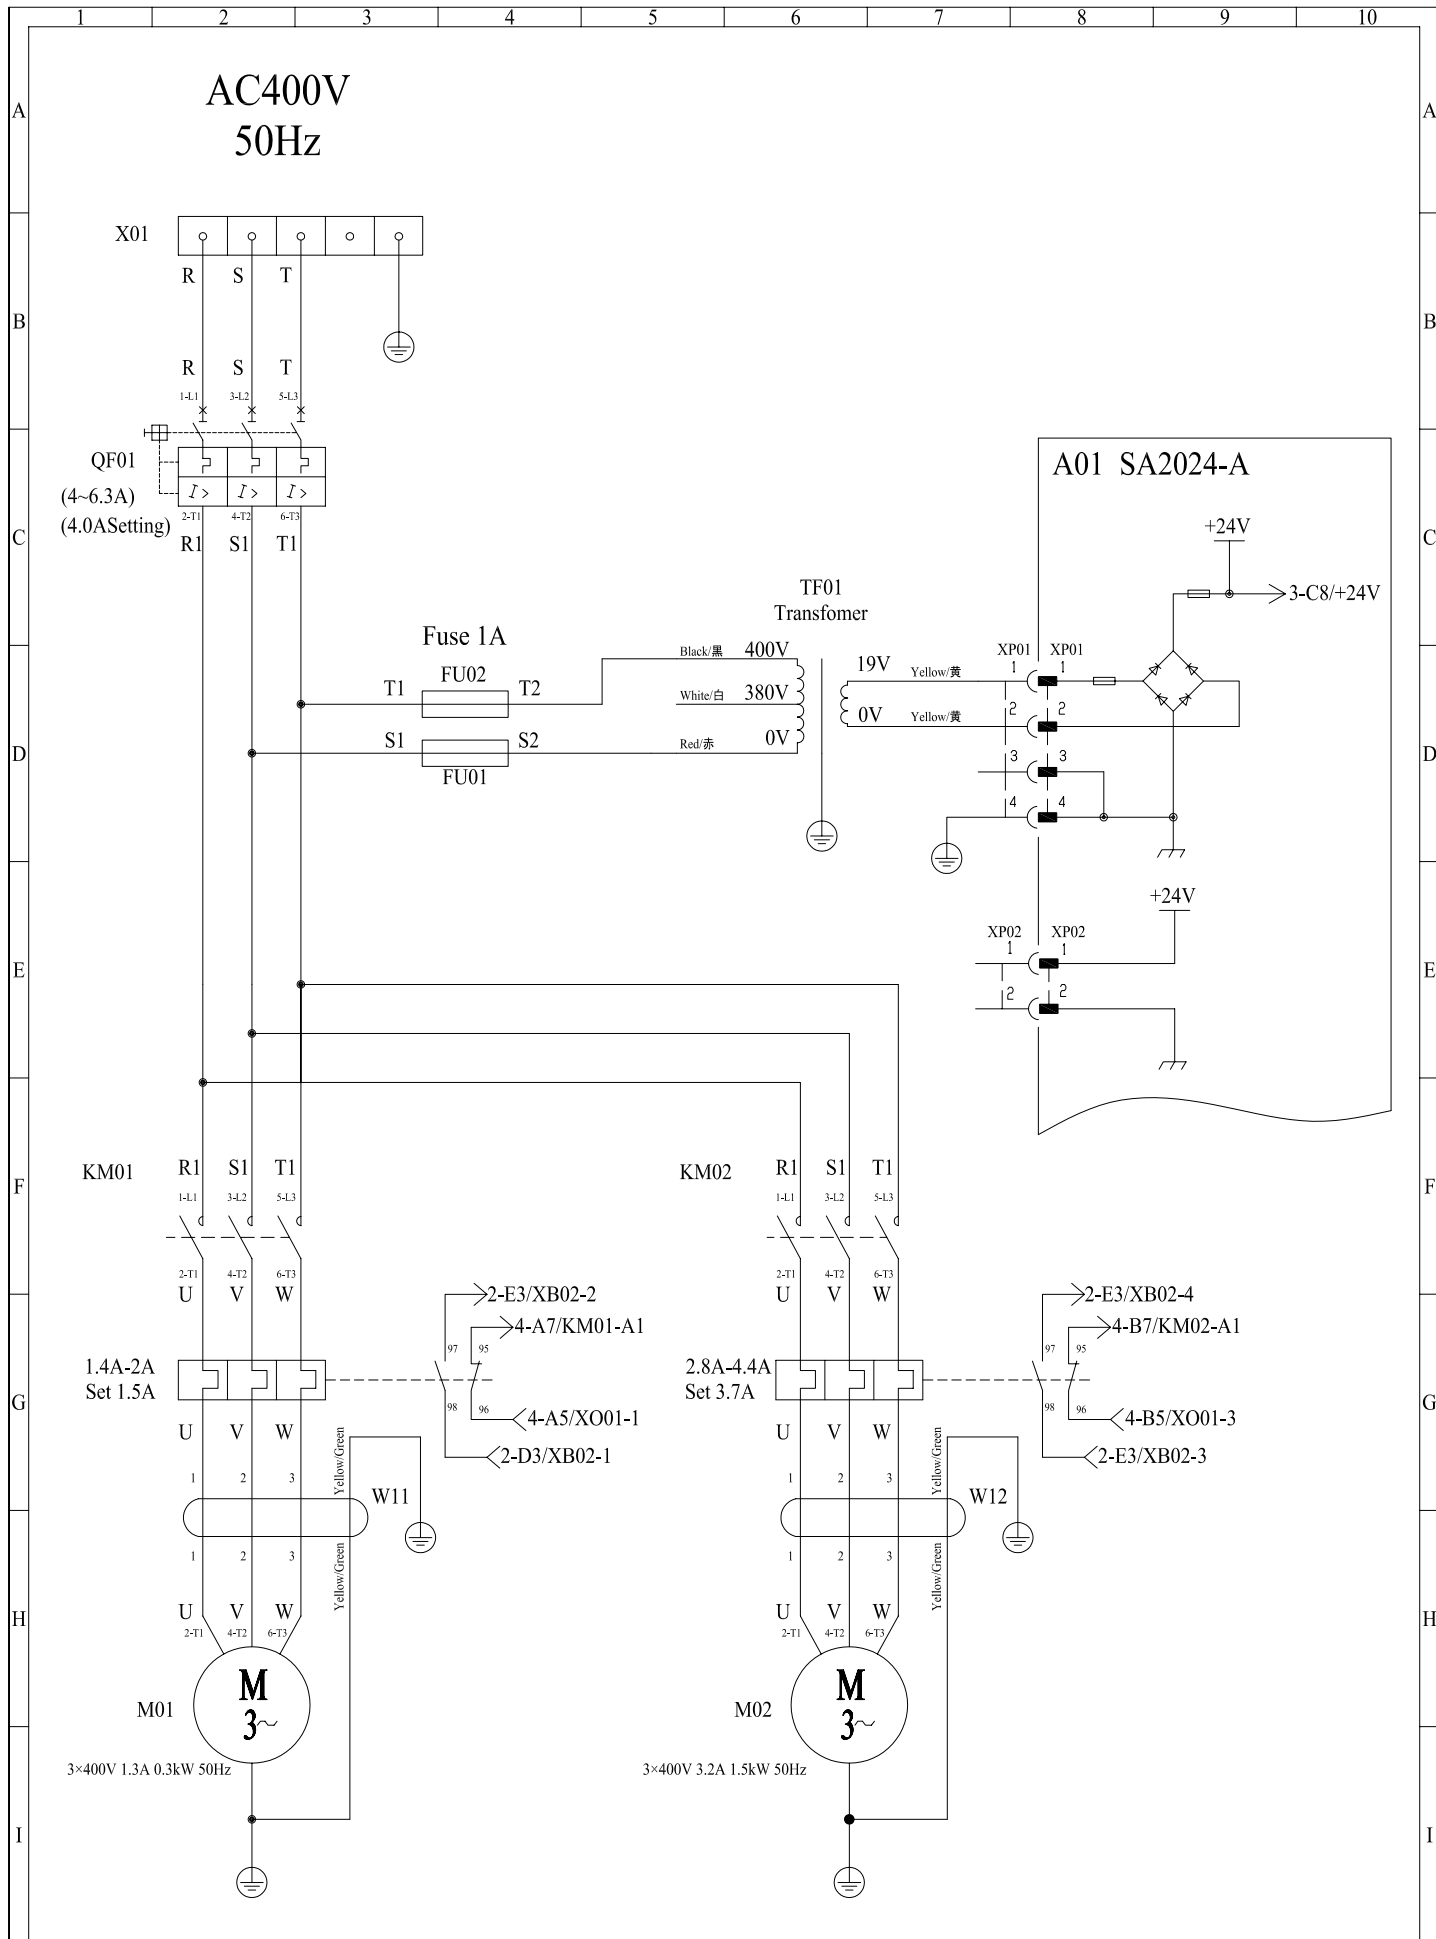 1 2 3 4 5 6 7 8 9 10
A A
AC400V
50Hz
X01
R S T
B B
R S T
1-L1 3-L2 5-L3
QF01
(4~6.3A)
(4.0ASetting)
I> I> I>
2-T1 4-T2 6-T3
R1 S1 T1
C C
A01 SA2024-A
+24V
3-C8/+24V
TF01
Transfomer
Fuse 1A
FU02
T1 T2
S1 S2
FU01
Black/黒 400V
White/白 380V
Red/赤 0V
19V Yellow/黄
0V Yellow/黄
XP01 XP01
1 1
2 2
3 3
4 4
D D
+24V
XP02 XP02
1 1
2 2
E E
KM01 R1 S1 T1
1-L1 3-L2 5-L3
2-T1 4-T2 6-T3
U V W
KM02 R1 S1 T1
1-L1 3-L2 5-L3
2-T1 4-T2 6-T3
U V W
F F
2-E3/XB02-2
4-A7/KM01-A1
97 95
98 96
4-A5/XO01-1
2-D3/XB02-1
1.4A-2A
Set 1.5A
2-E3/XB02-4
4-B7/KM02-A1
97 95
98 96
4-B5/XO01-3
2-E3/XB02-3
2.8A-4.4A
Set 3.7A
G G
U V W
1 2 3
Yellow/Green
W11
1 2 3
Yellow/Green
U V W
2-T1 4-T2 6-T3
U V W
1 2 3
Yellow/Green
W12
1 2 3
Yellow/Green
U V W
2-T1 4-T2 6-T3
H H
M01
M
3~
3×400V 1.3A 0.3kW 50Hz
M02
M
3~
3×400V 3.2A 1.5kW 50Hz
I I